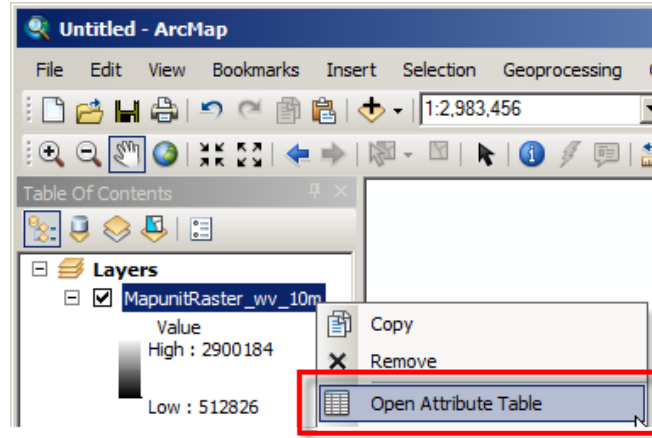 Untitled - ArcMap
File Edit View Bookmarks Insert Selection Geoprocessing
1:2,983,456
Table Of Contents
Layers
MapunitRaster_wv_10m
Value
High : 2900184
Low : 512826
Copy
Remove
Open Attribute Table